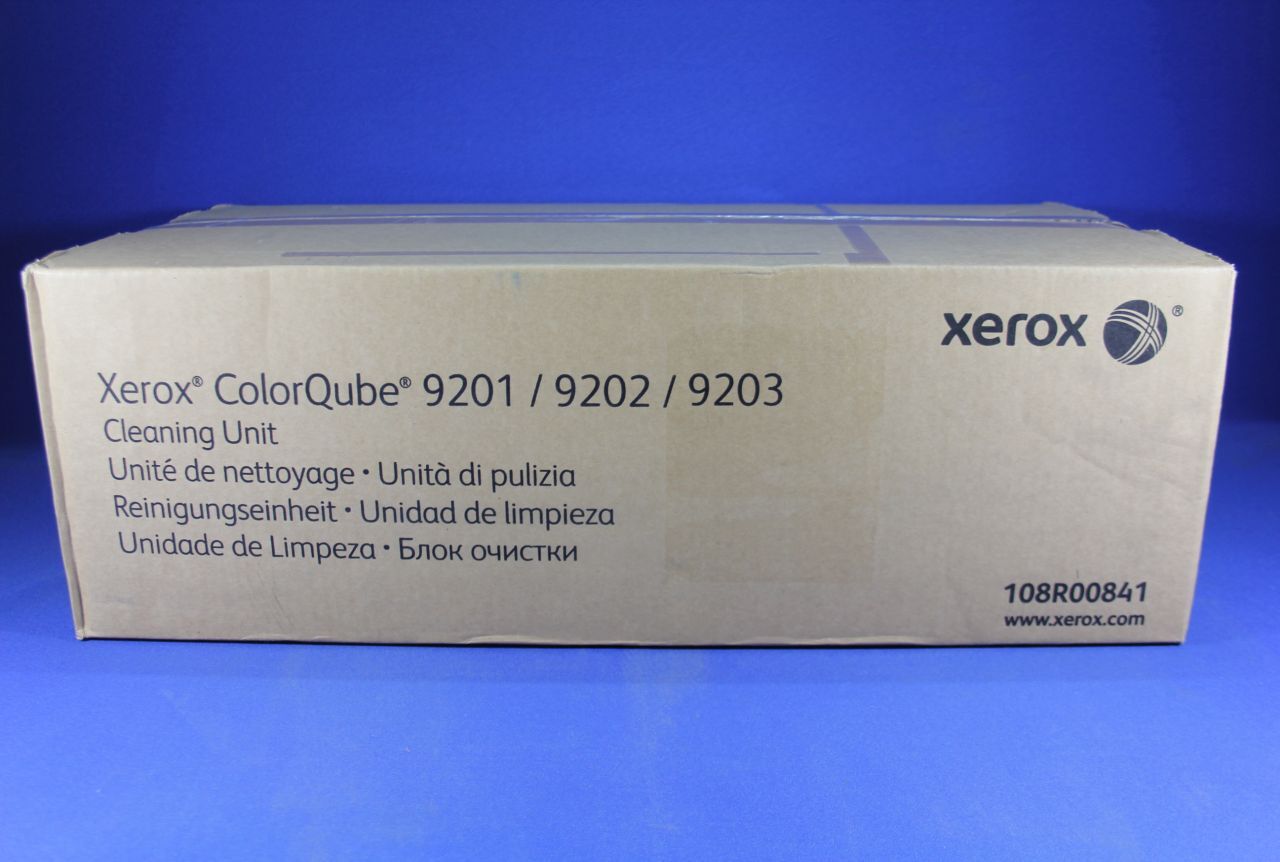 xerox ®
Xerox® ColorQube® 9201 / 9202 / 9203
Cleaning Unit
Unité de nettoyage • Unità di pulizia
Reinigungseinheit • Unidad de limpieza
Unidade de Limpeza • Блок очистки
108R00841
www.xerox.com